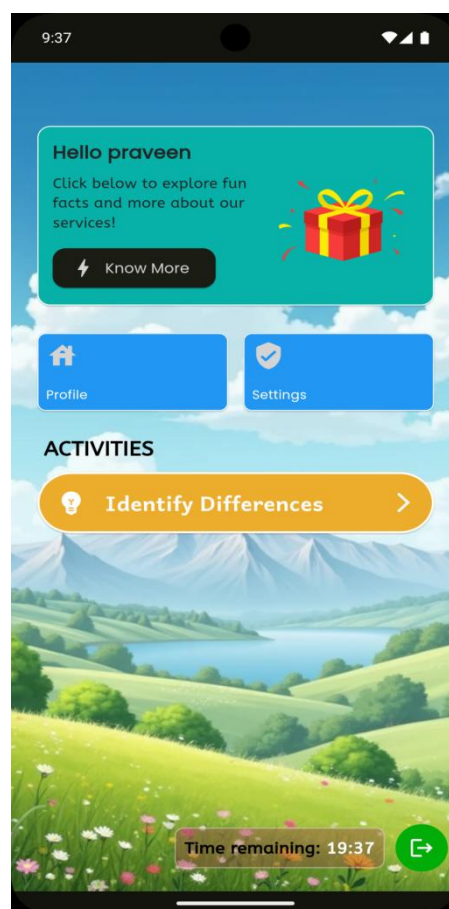 9:37
Hello praveen
Click below to explore fun
facts and more about our
services!
Know More
Profile
Settings
ACTIVITIES
Identify Differences
Time remaining: 19:37